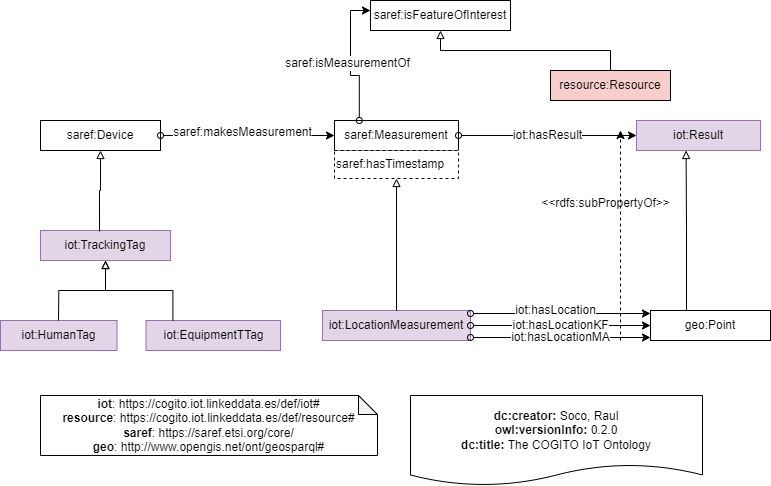 saref:isFeatureOfInterest
saref:isMeasurementOf
resource:Resource
saref:Device
saref:makesMeasurement
saref:Measurement
iot:hasResult
iot:Result
saref:hasTimestamp
<<rdfs:subPropertyOf>>
iot:TrackingTag
iot:hasLocation
iot:HumanTag
iot:EquipmentTTag
iot:LocationMeasurement
iot:hasLocationKF
geo:Point
iot:hasLocationMA
iot: https://cogito.iot.linkeddata.es/def/iot#
resource: https://cogito.iot.linkeddata.es/def/resource#
saref: https://saref.etsi.org/core/
geo: http://www.opengis.net/ont/geosparql#
dc:creator: Soco, Raul
owl:versionInfo: 0.2.0
dc:title: The COGITO IoT Ontology